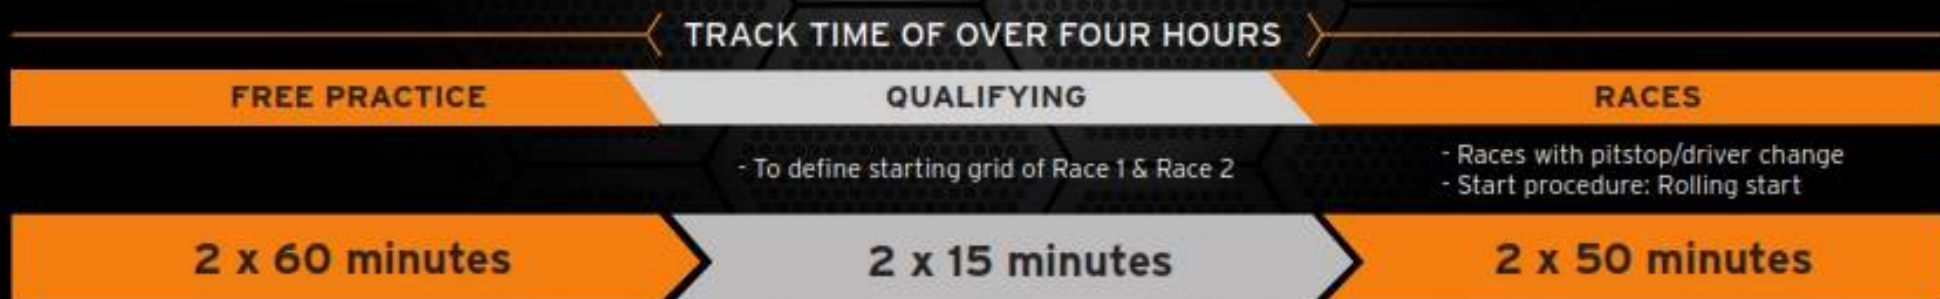 TRACK TIME OF OVER FOUR HOURS
FREE PRACTICE
QUALIFYING
RACES
- To define starting grid of Race 1 & Race 2
- Races with pitstop/driver change
- Start procedure: Rolling start
2 x 60 minutes
2 x 15 minutes
2 x 50 minutes